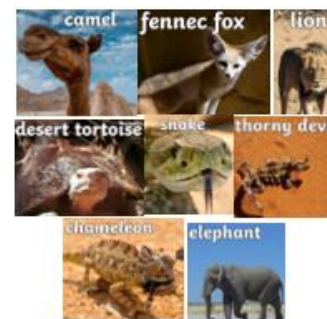 camel
fennec fox
lion
desert tortoise
snake
thorny dev
chameleon
elephant